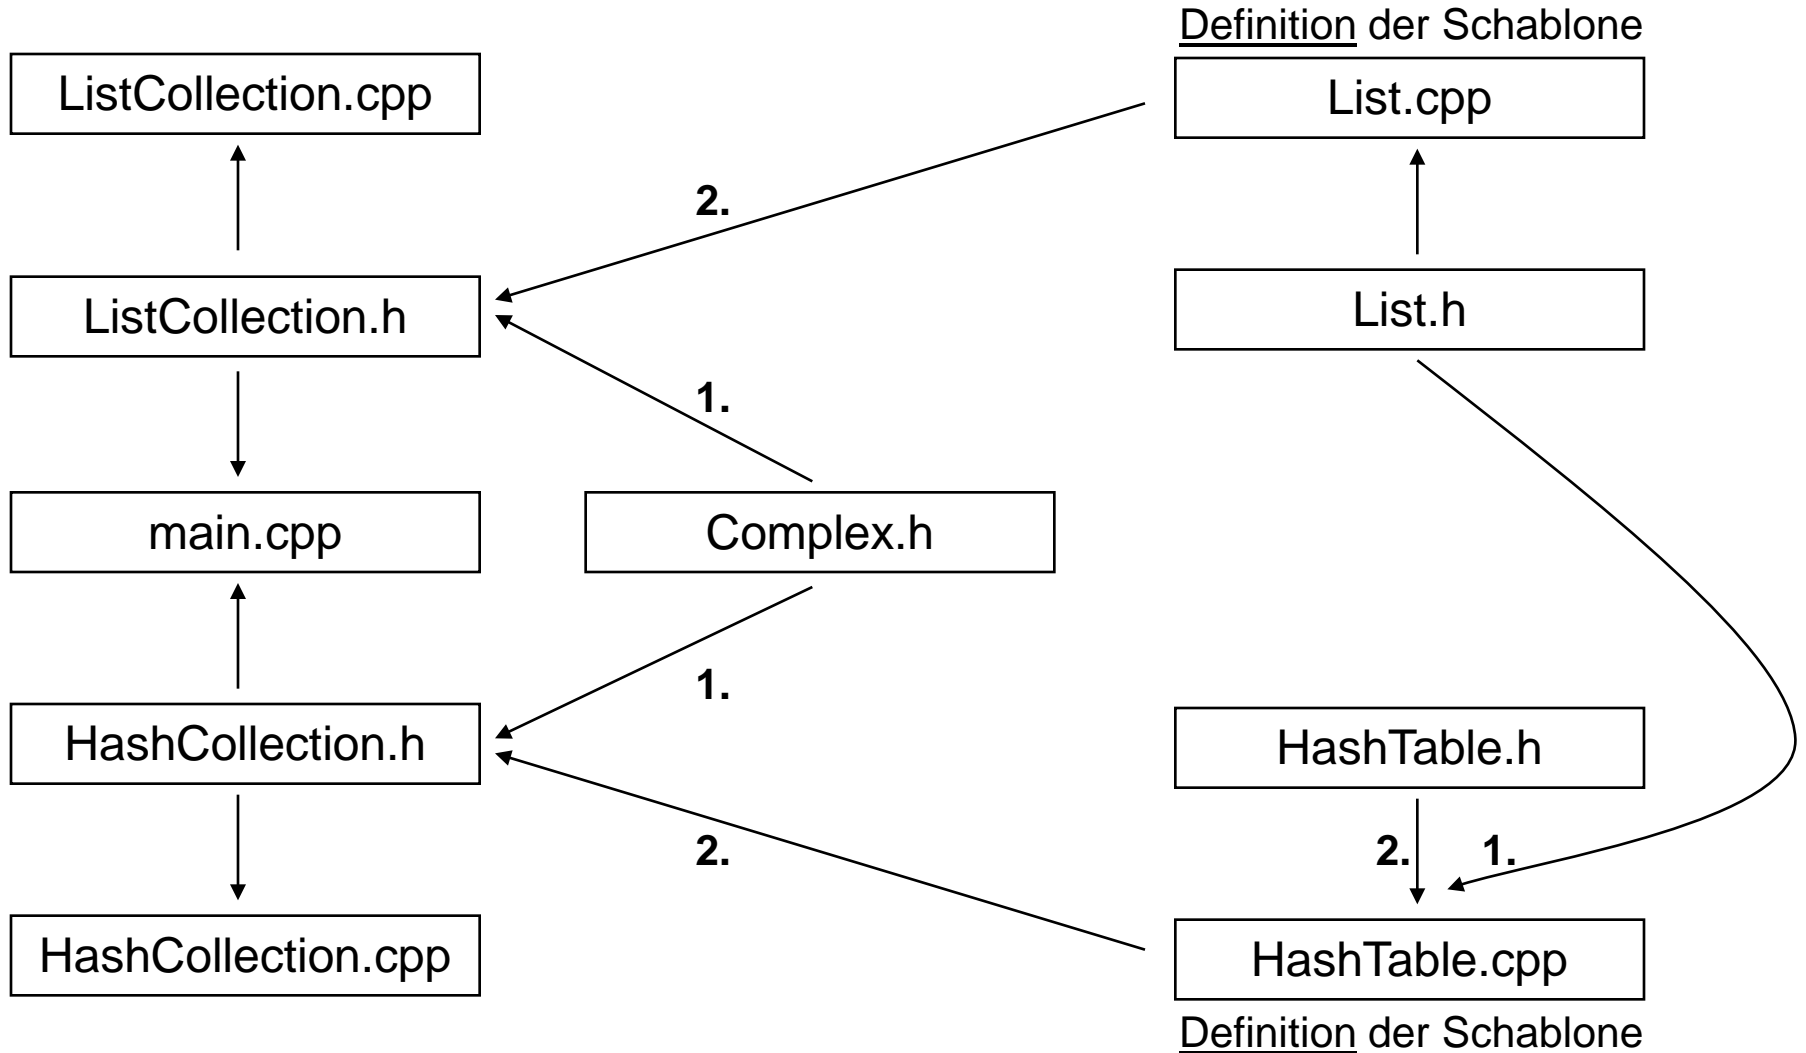 Definition der Schablone
ListCollection.cpp
List.cpp
2.
ListCollection.h
List.h
1.
main.cpp
Complex.h
1.
HashCollection.h
HashTable.h
2.
2.
1.
HashCollection.cpp
HashTable.cpp
Definition der Schablone